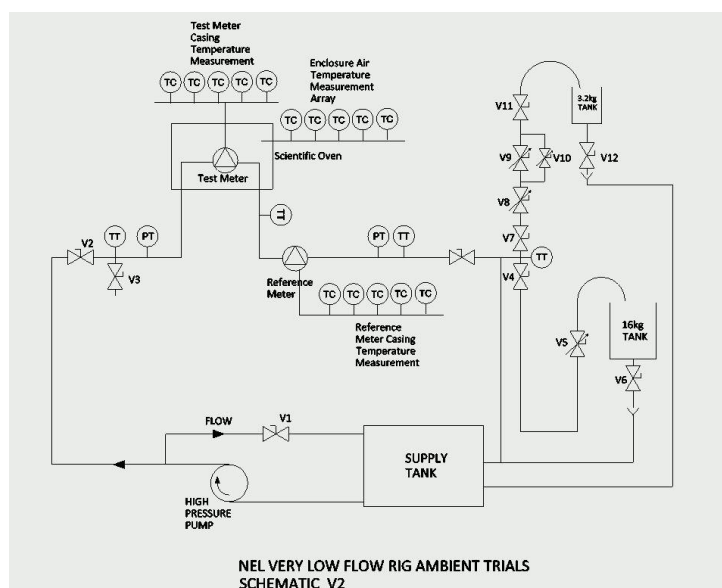 Test Meter
Casing
Temperature
Measurement
TC TC TC TC TC
Enclosure Air
Temperature
Measurement
Array
TC TC TC TC TC
Scientific Oven
Test Meter
V11
3.2kg
TANK
V9
V10
V12
V8
TT
V2
TT
PT
V3
PT
TT
V7
TT
V4
Reference
Meter
TC TC TC TC TC
Reference
Meter Casing
Temperature
Measurement
V5
16kg
TANK
V6
FLOW
V1
SUPPLY
TANK
HIGH
PRESSURE
PUMP
NEL VERY LOW FLOW RIG AMBIENT TRIALS
SCHEMATIC V2